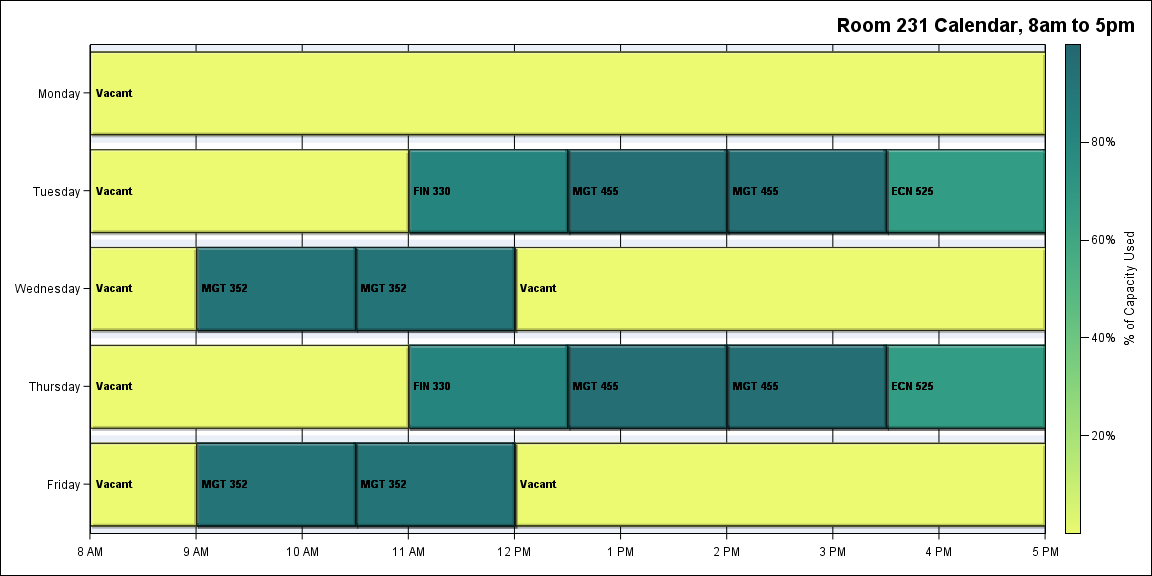 Room 231 Calendar, 8am to 5pm
Monday
Vacant
Tuesday
Vacant
FIN 330
MGT 455
MGT 455
ECN 525
Wednesday
Vacant
MGT 352
MGT 352
Vacant
Thursday
Vacant
FIN 330
MGT 455
MGT 455
ECN 525
Friday
Vacant
MGT 352
MGT 352
Vacant
8 AM
9 AM
10 AM
11 AM
12 PM
1 PM
2 PM
3 PM
4 PM
5 PM
80%
60%
40%
20%
% of Capacity Used